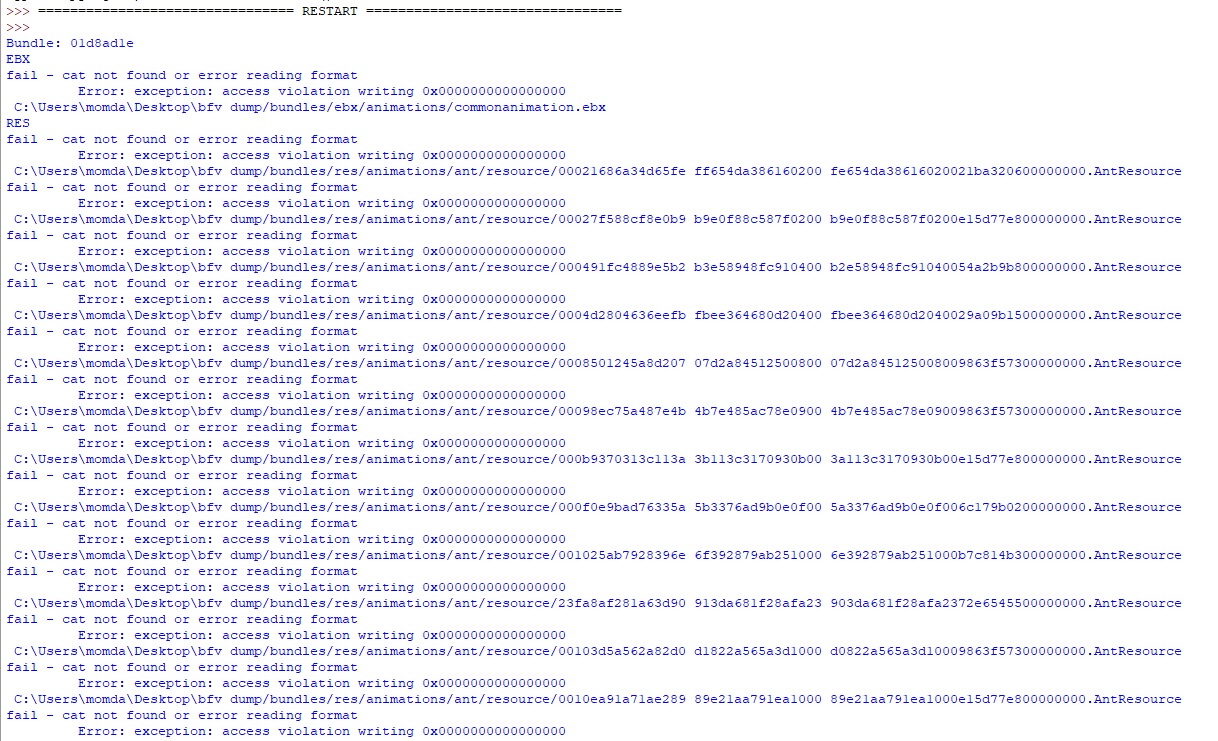 >>> ================================ RESTART ================================
>>>
Bundle: 01d8ad1e
EBX
fail - cat not found or error reading format
Error: exception: access violation writing 0x0000000000000000
C:\Users\momda\Desktop\bfv dump/bundles/ebx/animations/commonanimation.ebx
RES
fail - cat not found or error reading format
Error: exception: access violation writing 0x0000000000000000
C:\Users\momda\Desktop\bfv dump/bundles/res/animations/ant/resource/00021686a34d65fe ff654da386160200 fe654da38616020021ba320600000000.AntResource
fail - cat not found or error reading format
Error: exception: access violation writing 0x0000000000000000
C:\Users\momda\Desktop\bfv dump/bundles/res/animations/ant/resource/00027f588cf8e0b9 b9e0f88c587f0200 b9e0f88c587f0200e15d77e800000000.AntResource
fail - cat not found or error reading format
Error: exception: access violation writing 0x0000000000000000
C:\Users\momda\Desktop\bfv dump/bundles/res/animations/ant/resource/000491fc4889e5b2 b3e58948fc910400 b2e58948fc91040054a2b9b800000000.AntResource
fail - cat not found or error reading format
Error: exception: access violation writing 0x0000000000000000
C:\Users\momda\Desktop\bfv dump/bundles/res/animations/ant/resource/0004d2804636eefb fbee364680d20400 fbee364680d2040029a09b1500000000.AntResource
fail - cat not found or error reading format
Error: exception: access violation writing 0x0000000000000000
C:\Users\momda\Desktop\bfv dump/bundles/res/animations/ant/resource/0008501245a8d207 07d2a84512500800 07d2a845125008009863f57300000000.AntResource
fail - cat not found or error reading format
Error: exception: access violation writing 0x0000000000000000
C:\Users\momda\Desktop\bfv dump/bundles/res/animations/ant/resource/00098ec75a487e4b 4b7e485ac78e0900 4b7e485ac78e09009863f57300000000.AntResource
fail - cat not found or error reading format
Error: exception: access violation writing 0x0000000000000000
C:\Users\momda\Desktop\bfv dump/bundles/res/animations/ant/resource/000b9370313c113a 3b113c3170930b00 3a113c3170930b00e15d77e800000000.AntResource
fail - cat not found or error reading format
Error: exception: access violation writing 0x0000000000000000
C:\Users\momda\Desktop\bfv dump/bundles/res/animations/ant/resource/000f0e9bad76335a 5b3376ad9b0e0f00 5a3376ad9b0e0f006c179b0200000000.AntResource
fail - cat not found or error reading format
Error: exception: access violation writing 0x0000000000000000
C:\Users\momda\Desktop\bfv dump/bundles/res/animations/ant/resource/001025ab7928396e 6f392879ab251000 6e392879ab251000b7c814b300000000.AntResource
fail - cat not found or error reading format
Error: exception: access violation writing 0x0000000000000000
C:\Users\momda\Desktop\bfv dump/bundles/res/animations/ant/resource/23fa8af281a63d90 913da681f28afa23 903da681f28afa2372e6545500000000.AntResource
fail - cat not found or error reading format
Error: exception: access violation writing 0x0000000000000000
C:\Users\momda\Desktop\bfv dump/bundles/res/animations/ant/resource/00103d5a562a82d0 d1822a565a3d1000 d0822a565a3d10009863f57300000000.AntResource
fail - cat not found or error reading format
Error: exception: access violation writing 0x0000000000000000
C:\Users\momda\Desktop\bfv dump/bundles/res/animations/ant/resource/0010ea91a71ae289 89e21aa791ea1000 89e21aa791ea1000e15d77e800000000.AntResource
fail - cat not found or error reading format
Error: exception: access violation writing 0x0000000000000000